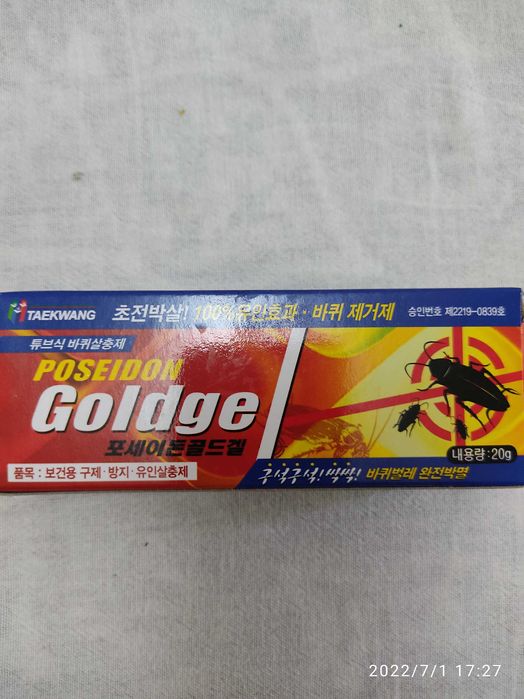 TAEKWANG
초전박살! 100%유인효과·바퀴 제거제
승인번호 제2219-0839호
튜브식 바퀴살충제
POSEIDON
Goldge
포세이돈골드겔
품목 : 보건용 구제·방지·유인살충제
구석구석! 싹싹! 바퀴벌레 완전박멸
내용량:20g
2022/7/1 17:27